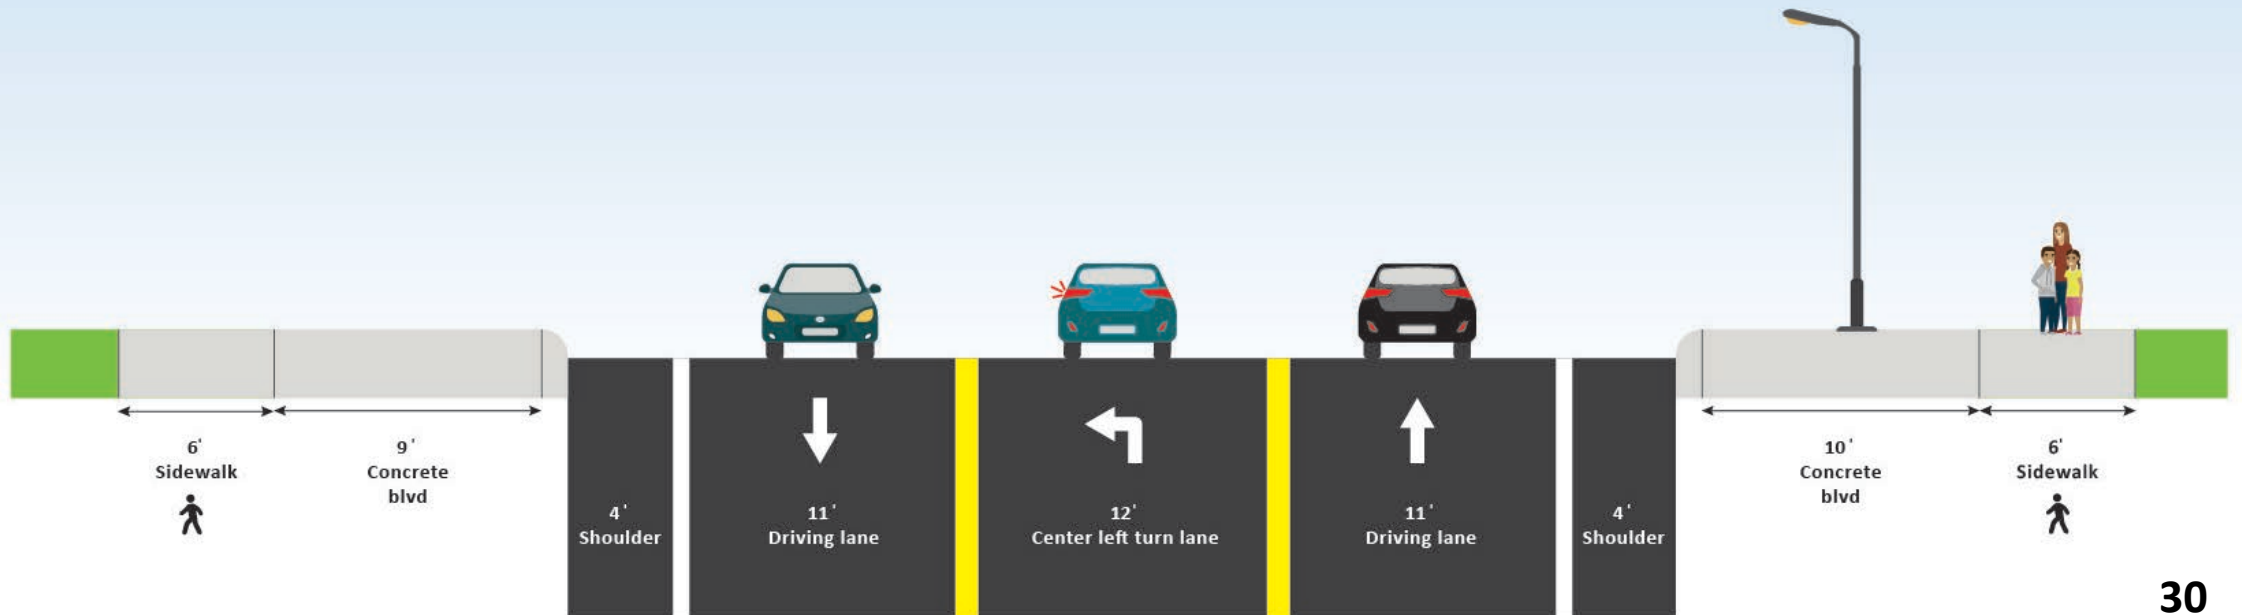 6'
Sidewalk
9'
Concrete
blvd
4'
Shoulder
11'
Driving lane
12'
Center left turn lane
11'
Driving lane
4'
Shoulder
10'
Concrete
blvd
6'
Sidewalk
30